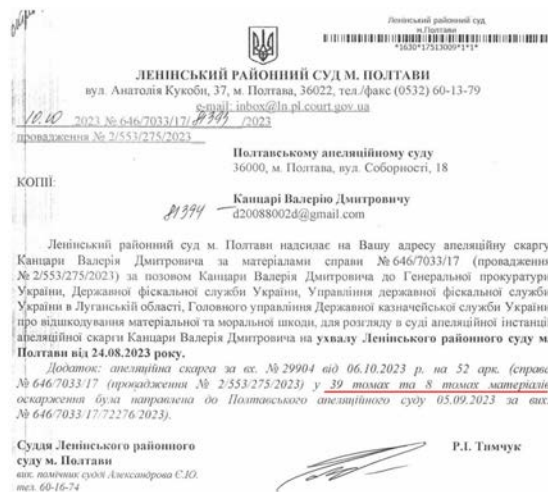 Ленінський районний суд
м.Полтави
*1630*17513009*1*1*
ЛЕНІНСЬКИЙ РАЙОННИЙ СУД М. ПОЛТАВИ
вул. Анатолія Кукоби, 37, м. Полтава, 36022, тел./факс (0532) 60-13-79
e-mail: inbox@ln.pl.court.gov.ua
10.10 2023 № 646/7033/17/81393 /2023
провадження № 2/553/275/2023
Полтавському апеляційному суду
36000, м. Полтава, вул. Соборності, 18
КОПІЇ:
81394 Канцарі Валерію Дмитровичу
d20088002d@gmail.com
Ленінський районний суд м. Полтави надсилає на Вашу адресу апеляційну скаргу
Канцари Валерія Дмитровича за матеріалами справи № 646/7033/17 (провадження
№ 2/553/275/2023) за позовом Канцари Валерія Дмитровича до Генеральної прокуратури
України, Державної фіскальної служби України, Управління державної фіскальної служби
України в Луганській області, Головного управління Державної казначейської служби України
про відшкодування матеріальної та моральної шкоди, для розгляду в суді апеляційної інстанції
апеляційної скарги Канцари Валерія Дмитровича на ухвалу Ленінського районного суду м.
Полтави від 24.08.2023 року.
Додаток: апеляційна скарга за вх. № 29904 від 06.10.2023 р. на 52 арк. (справа
№ 646/7033/17 (провадження № 2/553/275/2023) у 39 томах та 8 томах матеріалів
оскарження була направлена до Полтавського апеляційного суду 05.09.2023 за вих.
№ 646/7033/17/72276/2023).
Суддя Ленінського районного
суду м. Полтави
Р.І. Тимчук
вик. помічник судді Александрова Є.Ю.
тел. 60-16-74